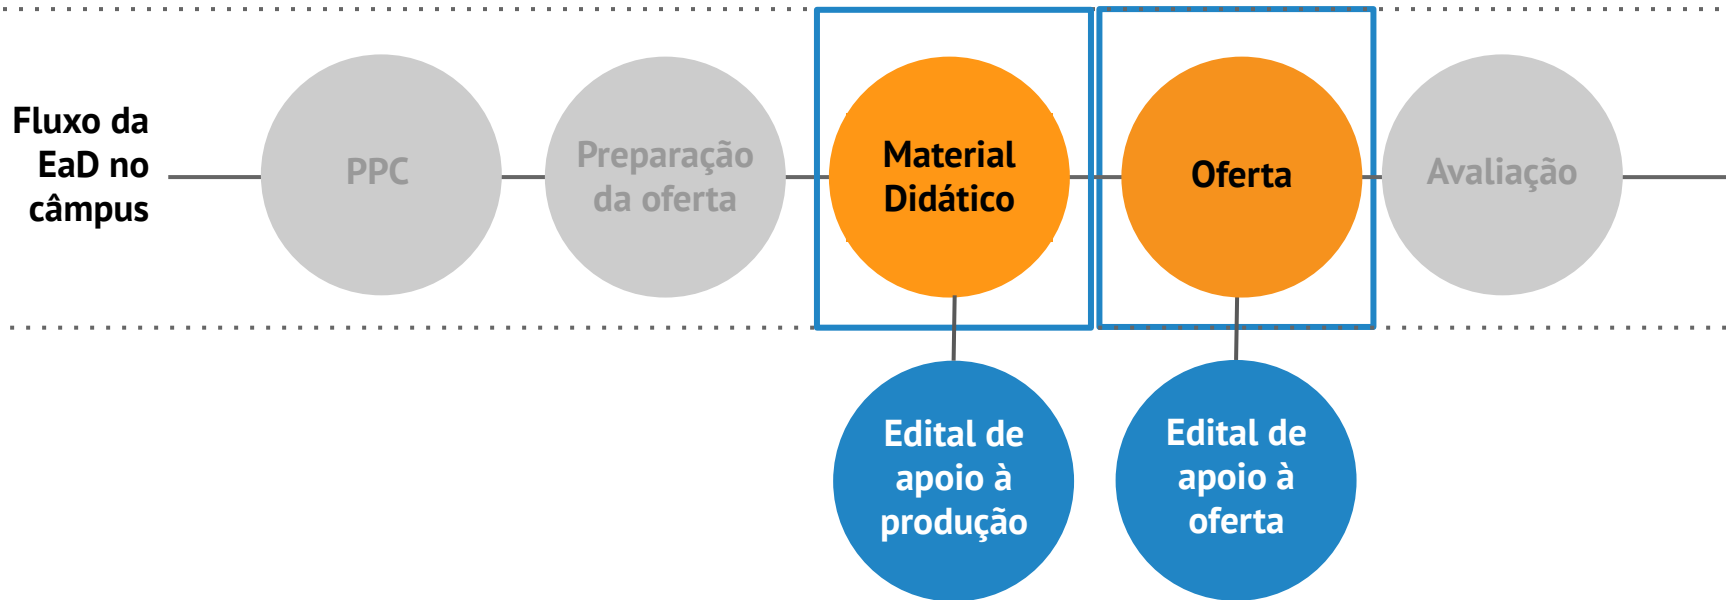 Fluxo da
EaD no
câmpus
PPC
Preparação
da oferta
Material
Didático
Oferta
Avaliação
Edital de
apoio à
produção
Edital de
apoio à
oferta